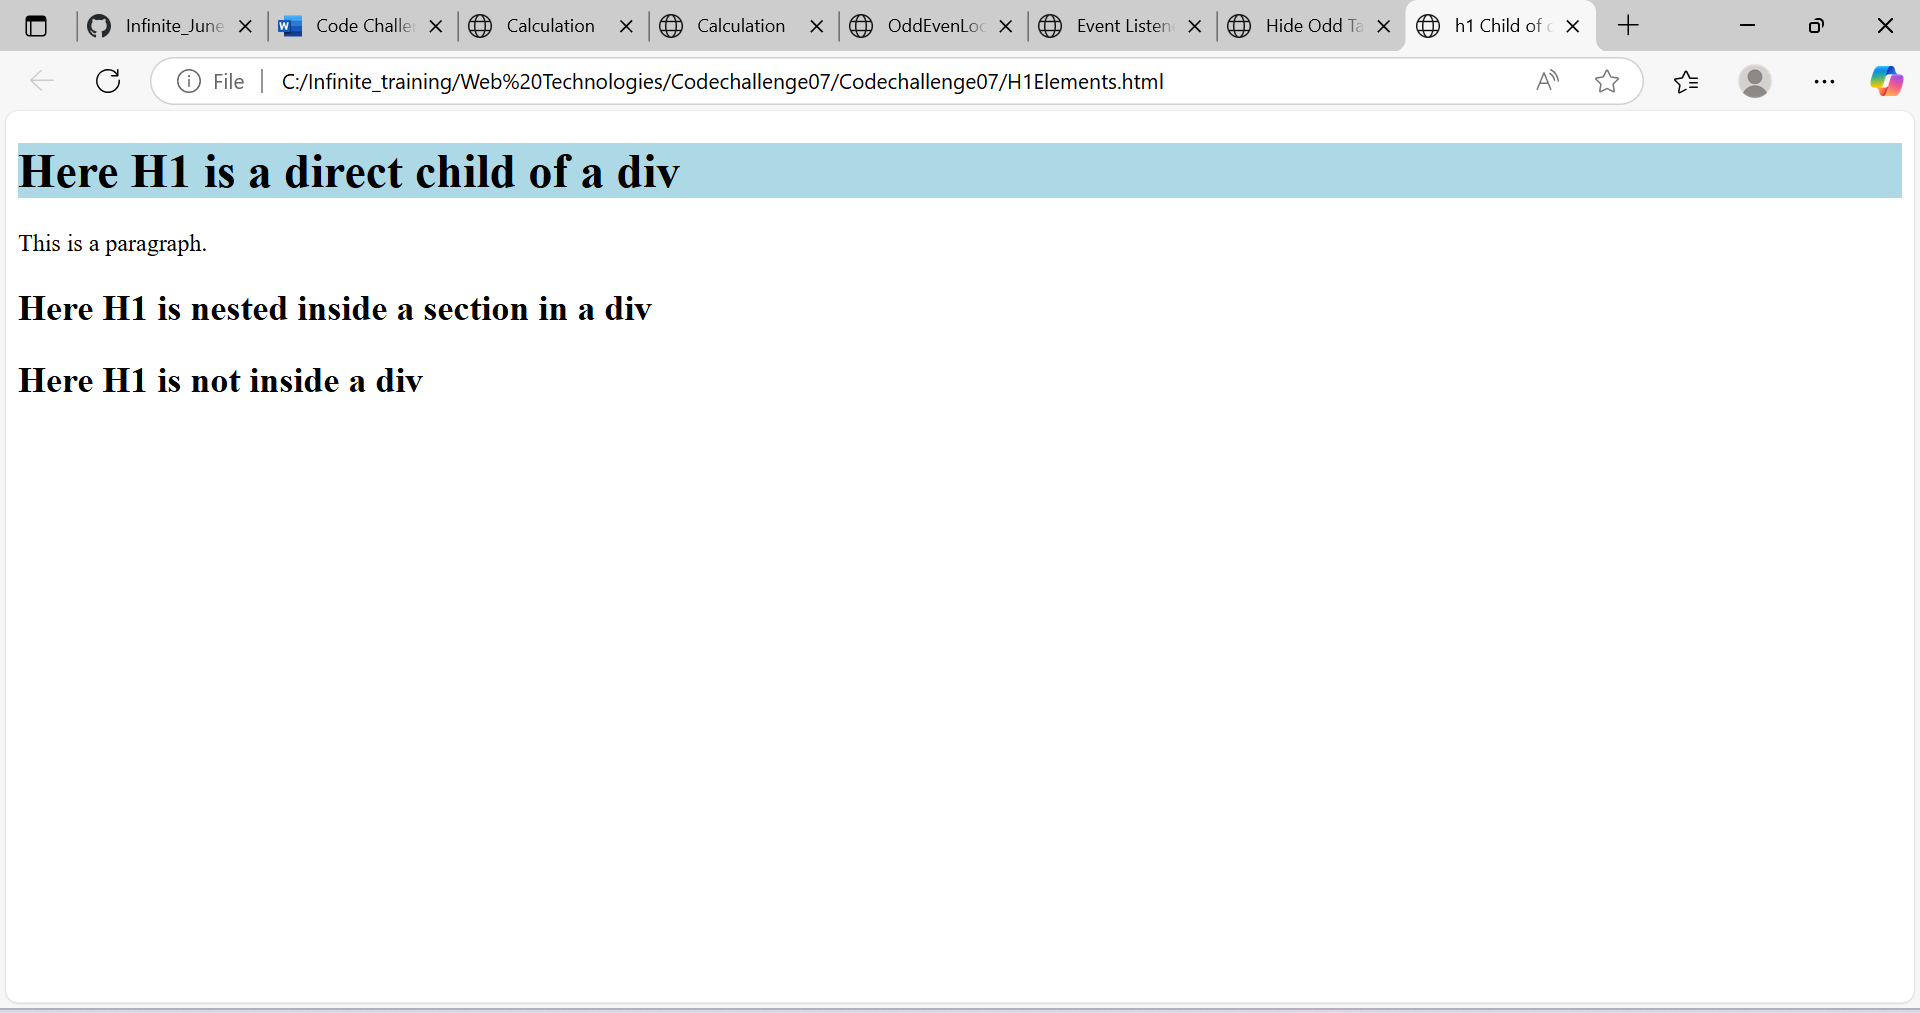 Infinite_June
Code Challe
Calculation
Calculation
OddEvenLo
Event Listen
Hide Odd Ta
h1 Child of
File
C:/Infinite_training/Web%20Technologies/Codechallenge07/Codechallenge07/H1Elements.html
Here H1 is a direct child of a div
This is a paragraph.
Here H1 is nested inside a section in a div
Here H1 is not inside a div